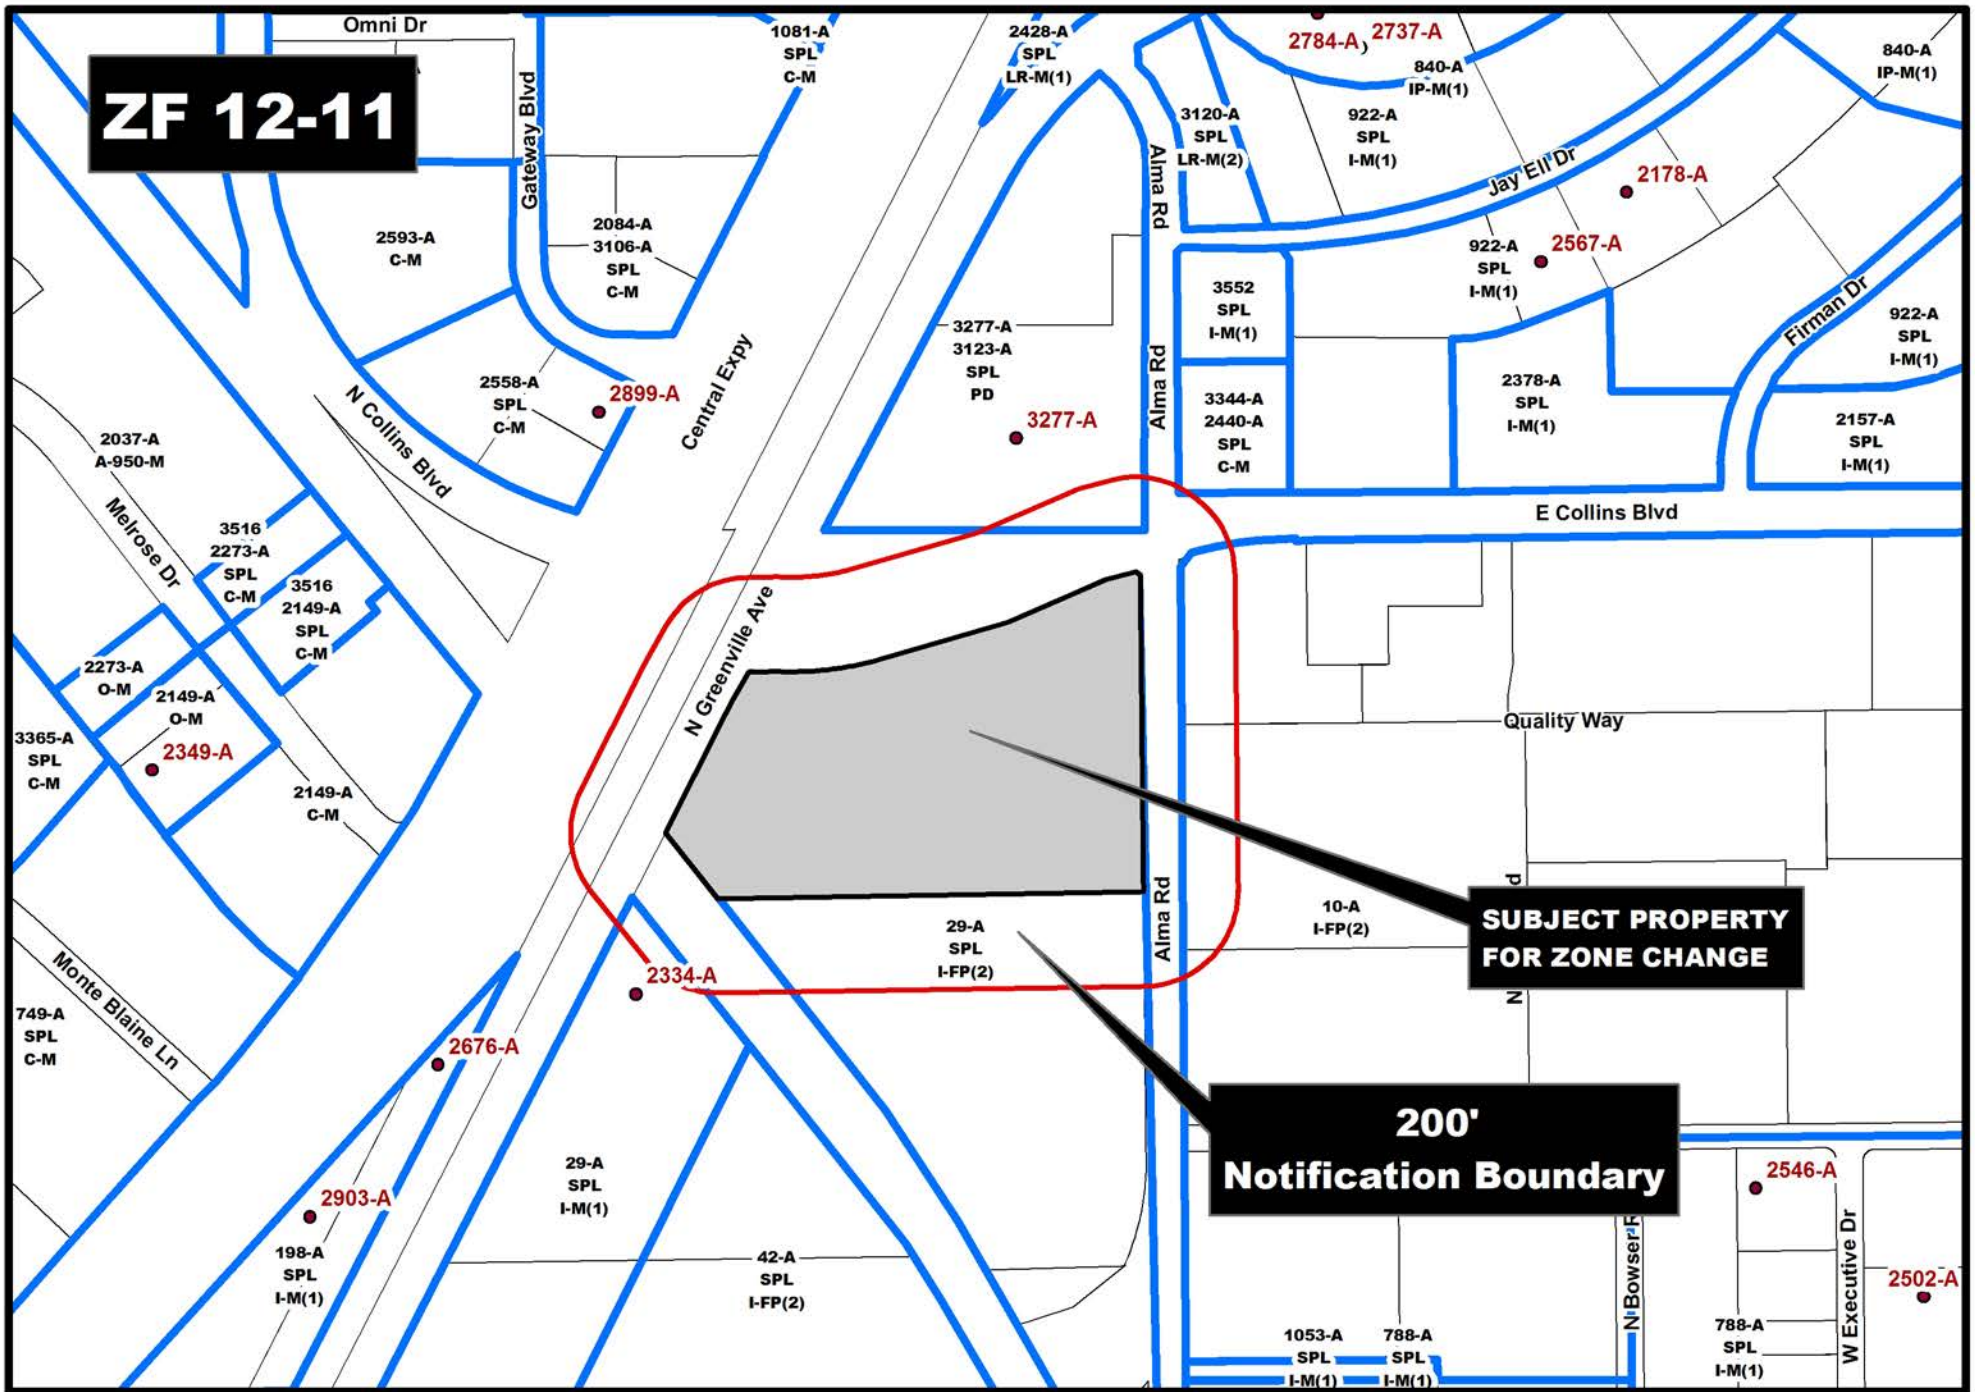 Omni Dr
ZF 12-11
Gateway Blvd
1081-A
SPL
C-M
2428-A
SPL
LR-M(1)
2784-A
2737-A
840-A
IP-M(1)
840-A
IP-M(1)
3120-A
SPL
LR-M(2)
922-A
SPL
I-M(1)
Jay Ell Dr
2178-A
Alma Rd
2593-A
C-M
2084-A
3106-A
SPL
C-M
922-A
SPL
I-M(1)
2567-A
3552
SPL
I-M(1)
Firman Dr
922-A
SPL
I-M(1)
3277-A
3123-A
SPL
PD
3277-A
Alma Rd
Central Expy
2558-A
SPL
C-M
2899-A
N Collins Blvd
3344-A
2440-A
SPL
C-M
2378-A
SPL
I-M(1)
2157-A
SPL
I-M(1)
2037-A
A-950-M
Melrose Dr
E Collins Blvd
3516
2273-A
SPL
C-M
3516
2149-A
SPL
C-M
2273-A
O-M
2149-A
O-M
2349-A
3365-A
SPL
C-M
2149-A
C-M
N Greenville Ave
Quality Way
SUBJECT PROPERTY
FOR ZONE CHANGE
Alma Rd
29-A
SPL
I-FP(2)
10-A
I-FP(2)
N
d
2334-A
Monte Blaine Ln
749-A
SPL
C-M
2676-A
200'
Notification Boundary
29-A
SPL
I-M(1)
2903-A
198-A
SPL
I-M(1)
42-A
SPL
I-FP(2)
2546-A
N Bowser R
W Executive Dr
2502-A
1053-A
SPL
I-M(1)
788-A
SPL
I-M(1)
788-A
SPL
I-M(1)